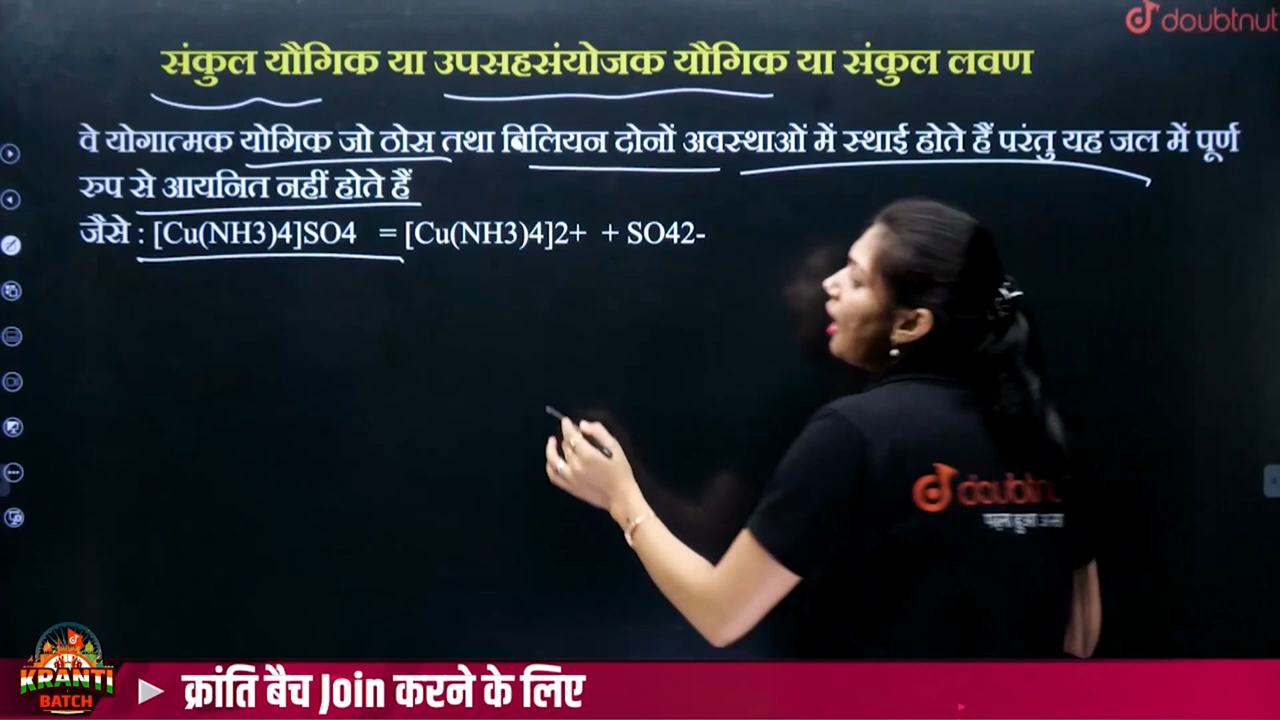 doubtnut
संकुल यौगिक या उपसहसंयोजक यौगिक या संकुल लवण
वे योगात्मक योगिक जो ठोस तथा विलियन दोनों अवस्थाओं में स्थाई होते हैं परंतु यह जल में पूर्ण
रुप से आयनित नहीं होते हैं
जैसे : [Cu(NH3)4]SO4 = [Cu(NH3)4]2+ + SO42-
doubtn
KRANTI
BATCH
क्रांति बैच Join करने के लिए